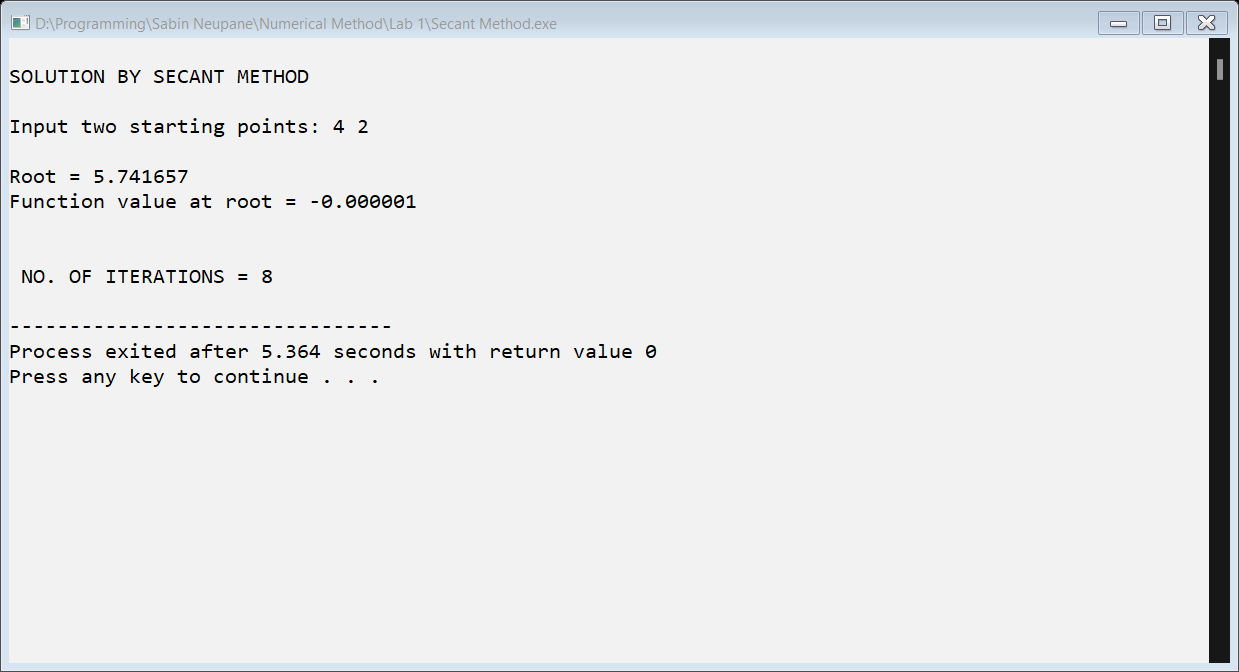 D:\Programming\Sabin Neupane\Numerical Method\Lab 1\Secant Method.exe
SOLUTION BY SECANT METHOD
Input two starting points: 4 2
Root = 5.741657
Function value at root = -0.000001
NO. OF ITERATIONS = 8
--------------------------------
Process exited after 5.364 seconds with return value 0
Press any key to continue . . .